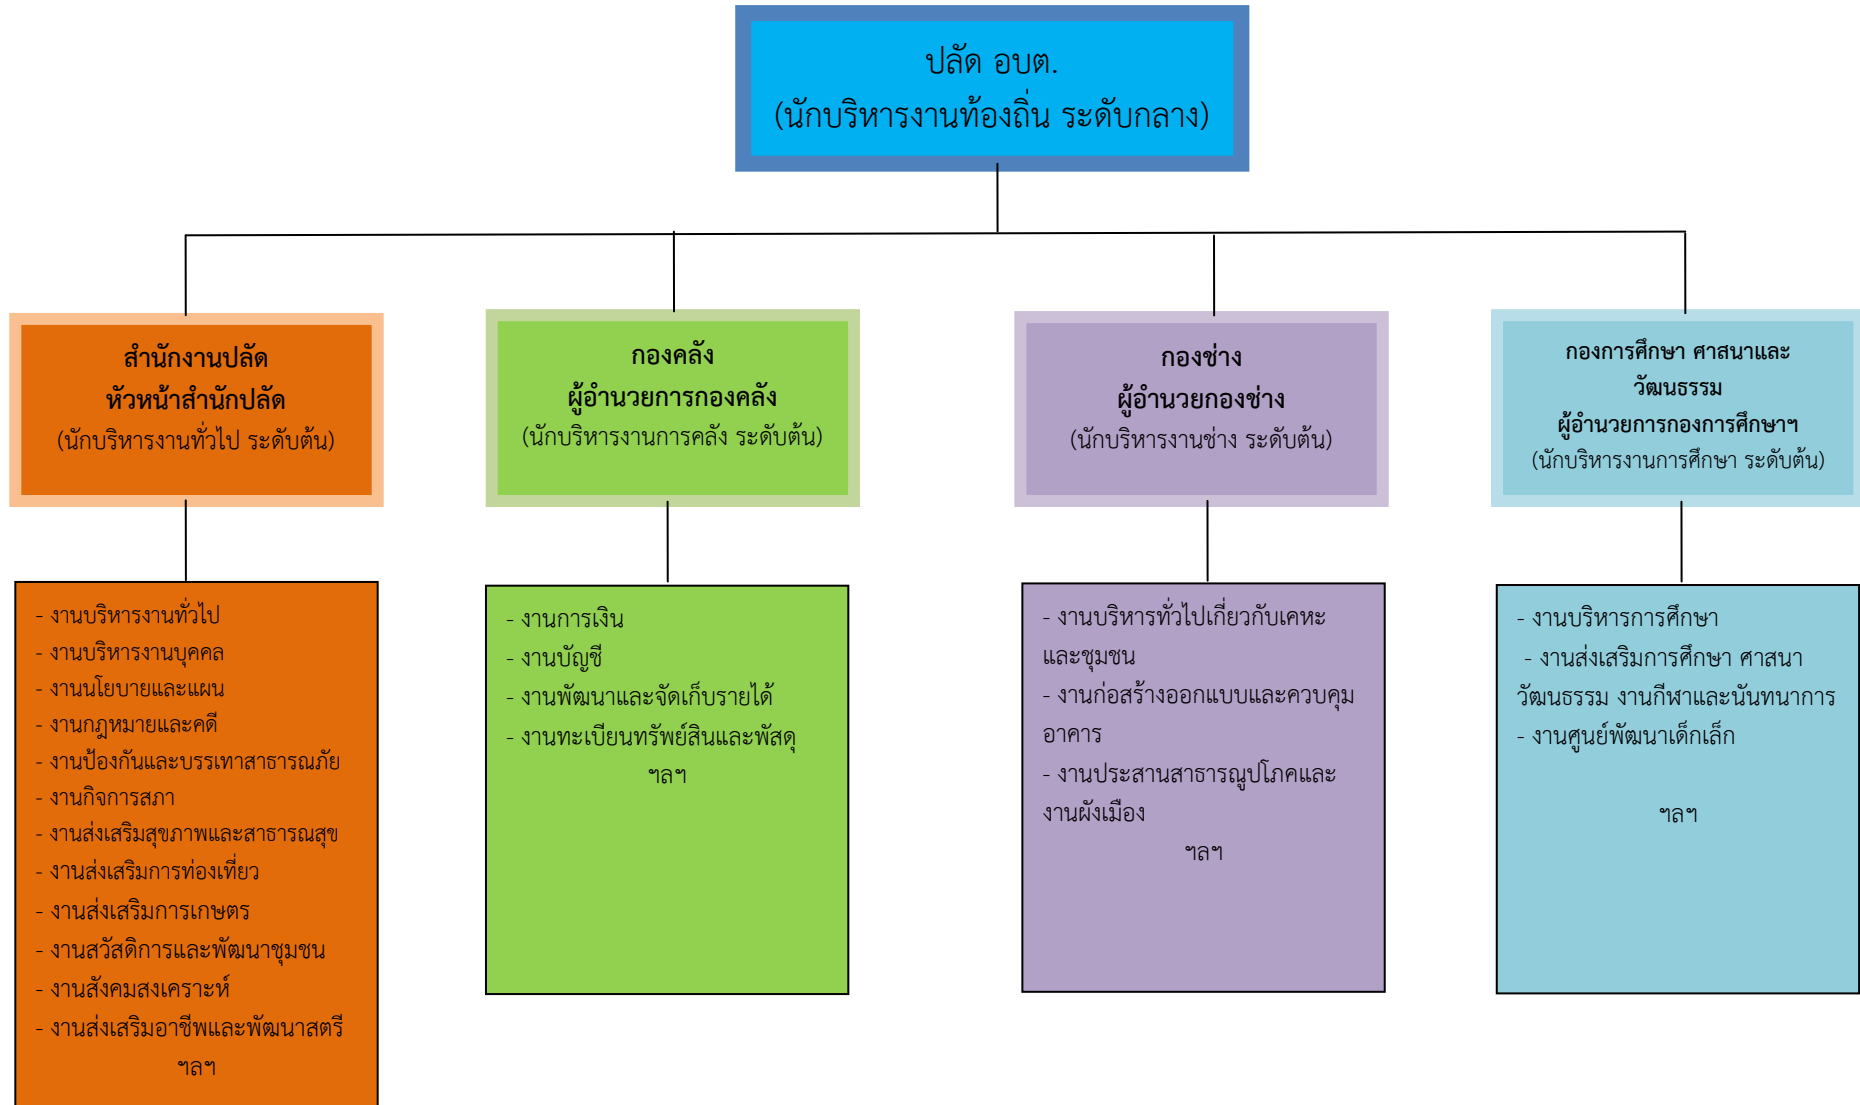 ปลัด อบต.
(นักบริหารงานท้องถิ่น ระดับกลาง)
สำนักงานปลัด
หัวหน้าสำนักปลัด
(นักบริหารงานทั่วไป ระดับต้น)
กองคลัง
ผู้อำนวยการกองคลัง
(นักบริหารงานการคลัง ระดับต้น)
กองช่าง
ผู้อำนวยกองช่าง
(นักบริหารงานช่าง ระดับต้น)
กองการศึกษา ศาสนาและ
วัฒนธรรม
ผู้อำนวยการกองการศึกษาฯ
(นักบริหารงานการศึกษา ระดับต้น)
- งานบริหารงานทั่วไป
- งานบริหารงานบุคคล
- งานนโยบายและแผน
- งานกฎหมายและคดี
- งานป้องกันและบรรเทาสาธารณภัย
- งานกิจการสภา
- งานส่งเสริมสุขภาพและสาธารณสุข
- งานส่งเสริมการท่องเที่ยว
- งานส่งเสริมการเกษตร
- งานสวัสดิการและพัฒนาชุมชน
- งานสังคมสงเคราะห์
- งานส่งเสริมอาชีพและพัฒนาสตรี
ฯลฯ
- งานการเงิน
- งานบัญชี
- งานพัฒนาและจัดเก็บรายได้
- งานทะเบียนทรัพย์สินและพัสดุ
ฯลฯ
- งานบริหารทั่วไปเกี่ยวกับเคหะ
และชุมชน
- งานก่อสร้างออกแบบและควบคุม
อาคาร
- งานประสานสาธารณูปโภคและ
งานผังเมือง
ฯลฯ
- งานบริหารการศึกษา
- งานส่งเสริมการศึกษา ศาสนา
วัฒนธรรม งานกีฬาและนันทนาการ
- งานศูนย์พัฒนาเด็กเล็ก
ฯลฯ